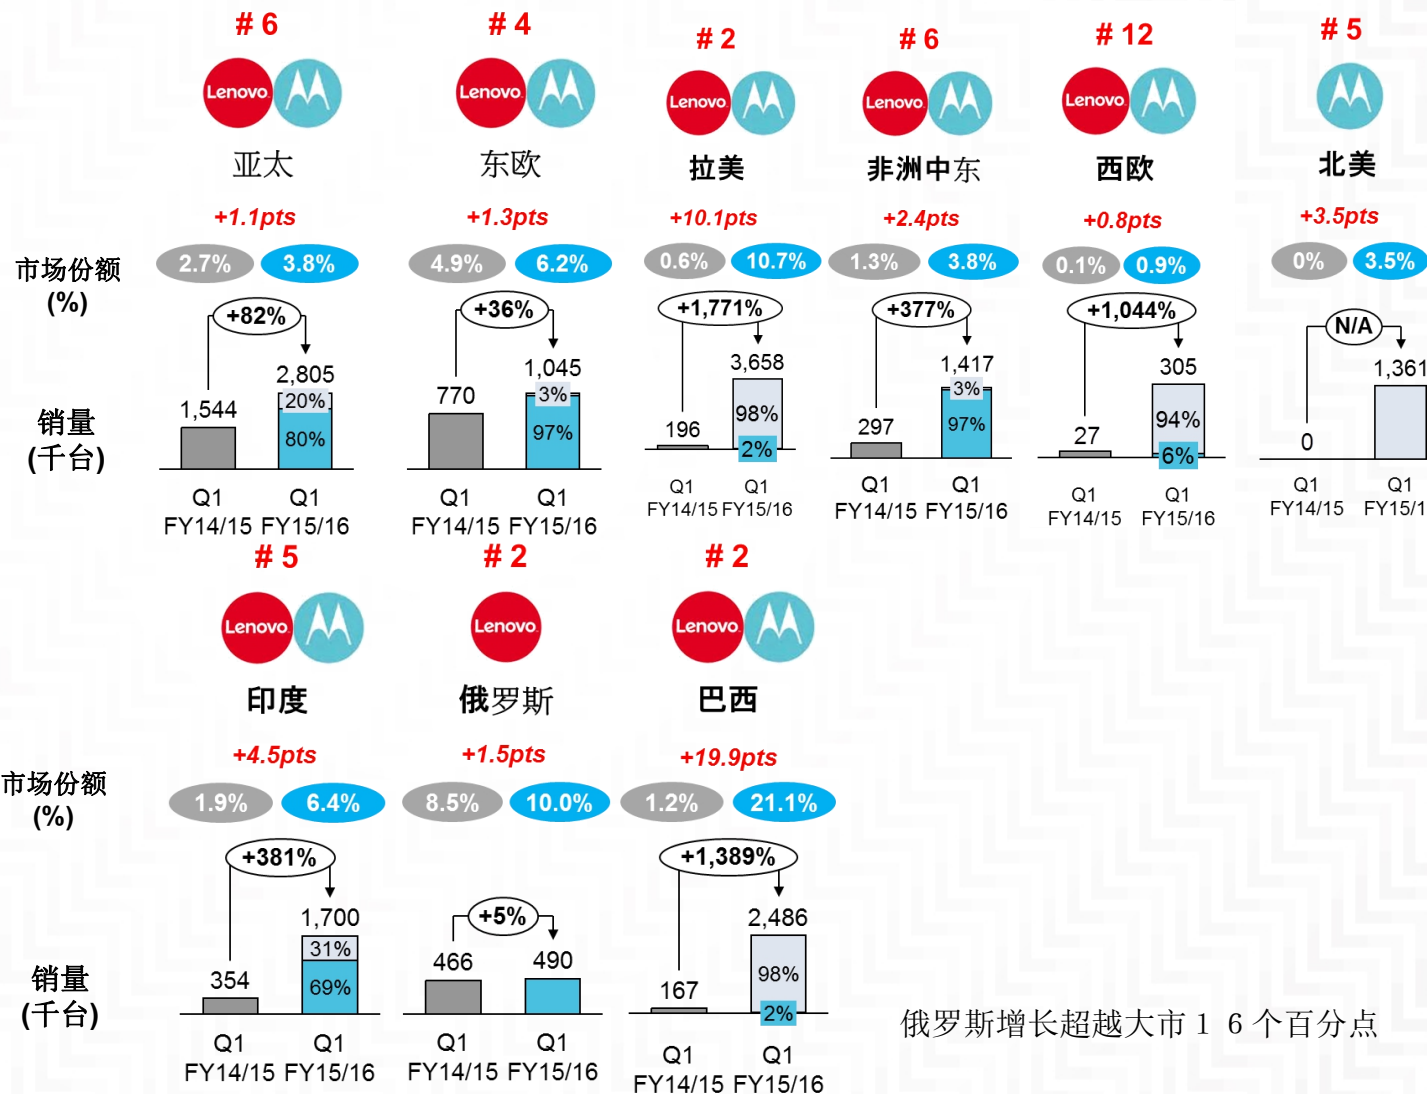 # 6
# 4
# 2
# 6
# 12
# 5
Lenovo
Lenovo
Lenovo
Lenovo
Lenovo
亚太
东欧
拉美
非洲中东
西欧
北美
+1.1pts
+1.3pts
+10.1pts
+2.4pts
+0.8pts
+3.5pts
市场份额
(%)
2.7% 3.8%
4.9% 6.2%
0.6% 10.7%
1.3% 3.8%
0.1% 0.9%
0% 3.5%
+82%
+36%
+1,771%
+377%
+1,044%
N/A
销量
(千台)
1,544
2,805
20%
80%
770
1,045
3%
97%
196
3,658
98%
2%
297
1,417
3%
97%
27
305
94%
6%
0
1,361
Q1 Q1
FY14/15 FY15/16
Q1 Q1
FY14/15 FY15/16
Q1 Q1
FY14/15 FY15/16
Q1 Q1
FY14/15 FY15/16
Q1 Q1
FY14/15 FY15/16
Q1 Q1
FY14/15 FY15/1
# 5
# 2
# 2
Lenovo
Lenovo
Lenovo
印度
俄罗斯
巴西
+4.5pts
+1.5pts
+19.9pts
市场份额
(%)
1.9% 6.4%
8.5% 10.0%
1.2% 21.1%
+381%
+5%
+1,389%
销量
(千台)
354
1,700
31%
69%
466
490
167
2,486
98%
2%
Q1 Q1
FY14/15 FY15/16
Q1 Q1
FY14/15 FY15/16
Q1 Q1
FY14/15 FY15/16
俄罗斯增长超越大市１６个百分点